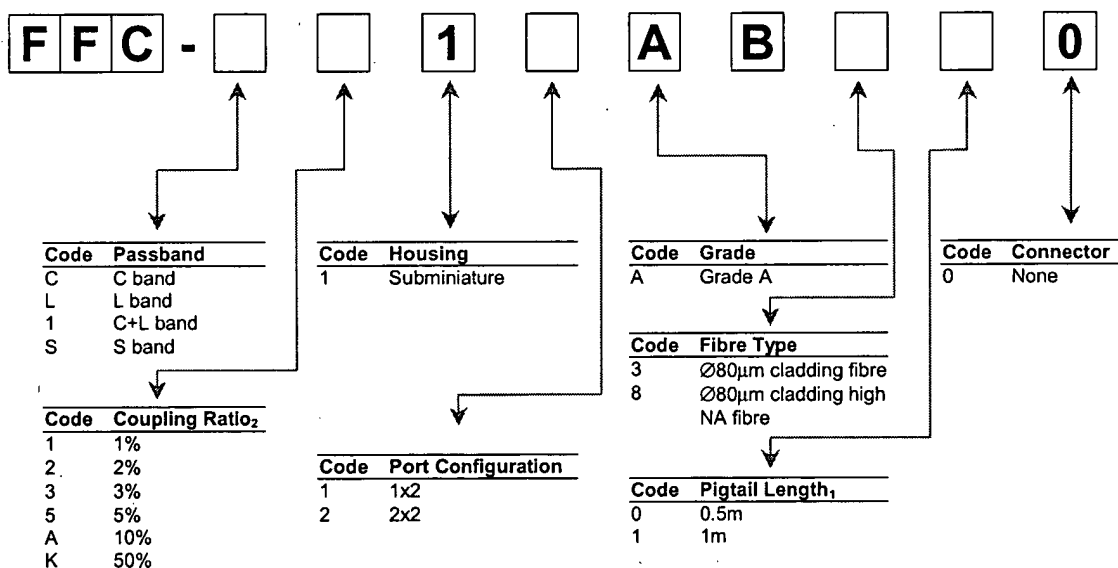 FFC - 1 A B 0
Code Passband
C C band
L L band
1 C+L band
S S band
Code Coupling Ratio₂
1 1%
2 2%
3 3%
5 5%
A 10%
K 50%
Code Housing
1 Subminiature
Code Port Configuration
1 1x2
2 2x2
Code Grade
A Grade A
Code Fibre Type
3 Ø80µm cladding fibre
8 Ø80µm cladding high
NA fibre
Code Pigtail Length₁
0 0.5m
1 1m
Code Connector
0 None